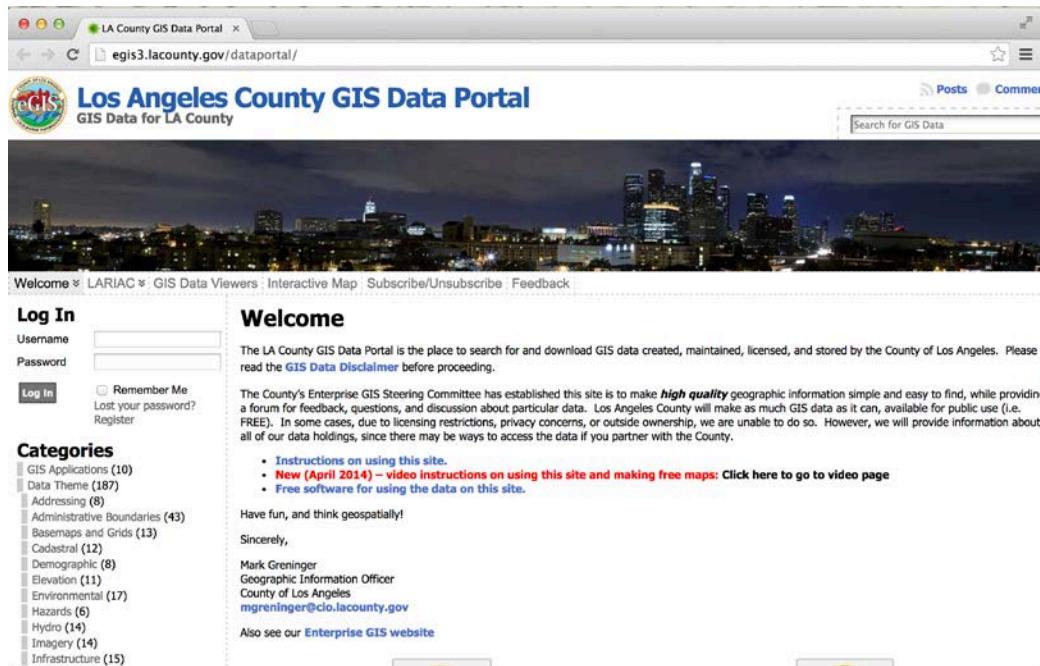 LA County GIS Data Portal
egis3.lacounty.gov/dataportal/
eGIS
Los Angeles County GIS Data Portal
GIS Data for LA County
Posts Commen
Search for GIS Data
Welcome LARIAC GIS Data Viewers Interactive Map Subscribe/Unsubscribe Feedback
Log In
Username
Password
Log In
Remember Me
Lost your password?
Register
Categories
GIS Applications (10)
Data Theme (187)
Addressing (8)
Administrative Boundaries (43)
Basemaps and Grids (13)
Cadastral (12)
Demographic (8)
Elevation (11)
Environmental (17)
Hazards (6)
Hydro (14)
Imagery (14)
Infrastructure (15)
Welcome
The LA County GIS Data Portal is the place to search for and download GIS data created, maintained, licensed, and stored by the County of Los Angeles. Please
read the GIS Data Disclaimer before proceeding.
The County's Enterprise GIS Steering Committee has established this site is to make high quality geographic information simple and easy to find, while providing
a forum for feedback, questions, and discussion about particular data. Los Angeles County will make as much GIS data as it can, available for public use (i.e.
FREE). In some cases, due to licensing restrictions, privacy concerns, or outside ownership, we are unable to do so. However, we will provide information about
all of our data holdings, since there may be ways to access the data if you partner with the County.
Instructions on using this site.
New (April 2014) – video instructions on using this site and making free maps: Click here to go to video page
Free software for using the data on this site.
Have fun, and think geospatially!
Sincerely,
Mark Greninger
Geographic Information Officer
County of Los Angeles
mgreninger@cio.lacounty.gov
Also see our Enterprise GIS website